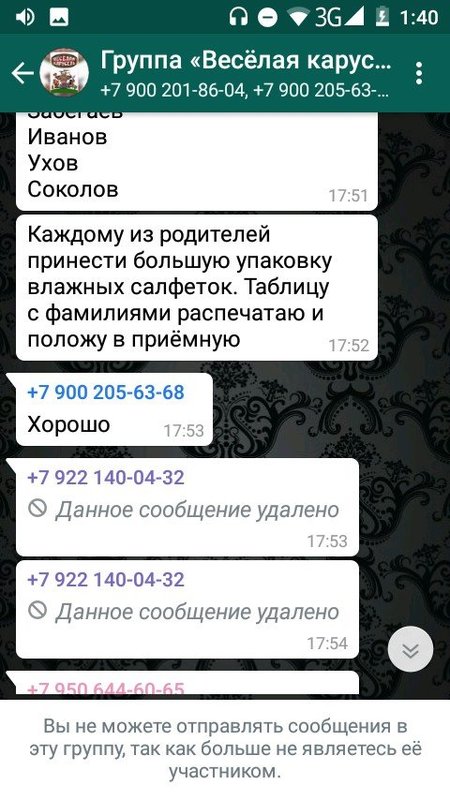 3G 1:40
Группа «Весёлая карус...
+7 900 201-86-04, +7 900 205-63-...
Забегаев
Иванов
Ухов
Соколов
17:51
Каждому из родителей
принести большую упаковку
влажных салфеток. Таблицу
с фамилиями распечатаю и
положу в приёмную
17:52
+7 900 205-63-68
Хорошо
17:53
+7 922 140-04-32
Данное сообщение удалено
17:53
+7 922 140-04-32
Данное сообщение удалено
17:54
+7 950 644-60-65
Вы не можете отправлять сообщения в
эту группу, так как больше не являетесь её
участником.